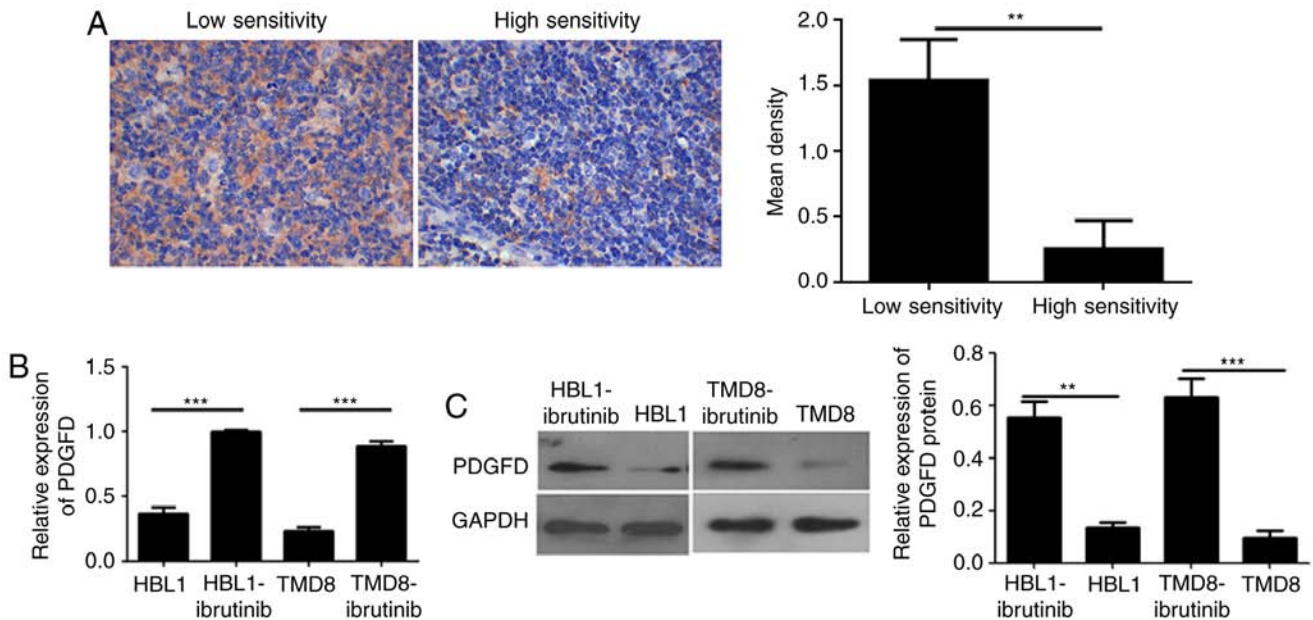 A
Low sensitivity
High sensitivity
Mean density
2.0
1.5
1.0
0.5
0.0
**
Low sensitivity
High sensitivity
B
Relative expression
of PDGFD
1.5
1.0
0.5
0.0
***
***
HBL1
HBL1-
ibrutinib
TMD8
TMD8-
ibrutinib
C
HBL1-
ibrutinib
HBL1
TMD8-
ibrutinib
TMD8
PDGFD
GAPDH
Relative expression of
PDGFD protein
0.8
0.6
0.4
0.2
0.0
**
***
HBL1-
ibrutinib
HBL1
TMD8-
ibrutinib
TMD8